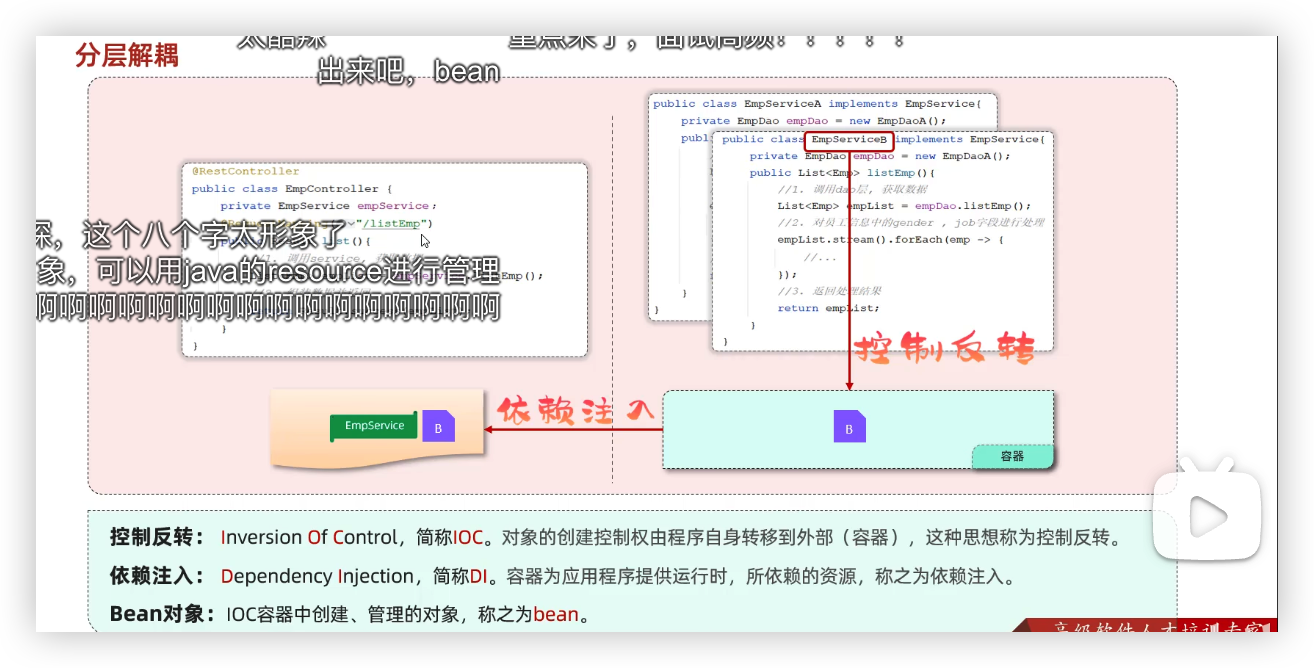 分层解耦
出来吧，bean
@RestController
public class EmpController {
private EmpService empService;
"/listEmp")
list(){
Emp();
}
}
，这个八个字太形象了
象，可以用java的resource进行管理
啊啊啊啊啊啊啊啊啊啊啊啊啊啊啊啊
public class EmpServiceA implements EmpService{
private EmpDao empDao = new EmpDaoA();
publ
}
}
public class EmpServiceB implements EmpService{
private EmpDao empDao = new EmpDaoA();
public List<Emp> listEmp(){
//1. 调用dao层, 获取数据
List<Emp> empList = empDao.listEmp();
//2. 对员工信息中的gender , job字段进行处理
empList.stream().forEach(emp -> {
//...
});
//3. 返回处理结果
return empList;
}
}
控制反转
依赖注入
EmpService
B
B
容器
控制反转： Inversion Of Control，简称IOC。对象的创建控制权由程序自身转移到外部（容器），这种思想称为控制反转。
依赖注入： Dependency Injection，简称DI。容器为应用程序提供运行时，所依赖的资源，称之为依赖注入。
Bean对象： IOC容器中创建、管理的对象，称之为bean。
高级软件人才培训专家